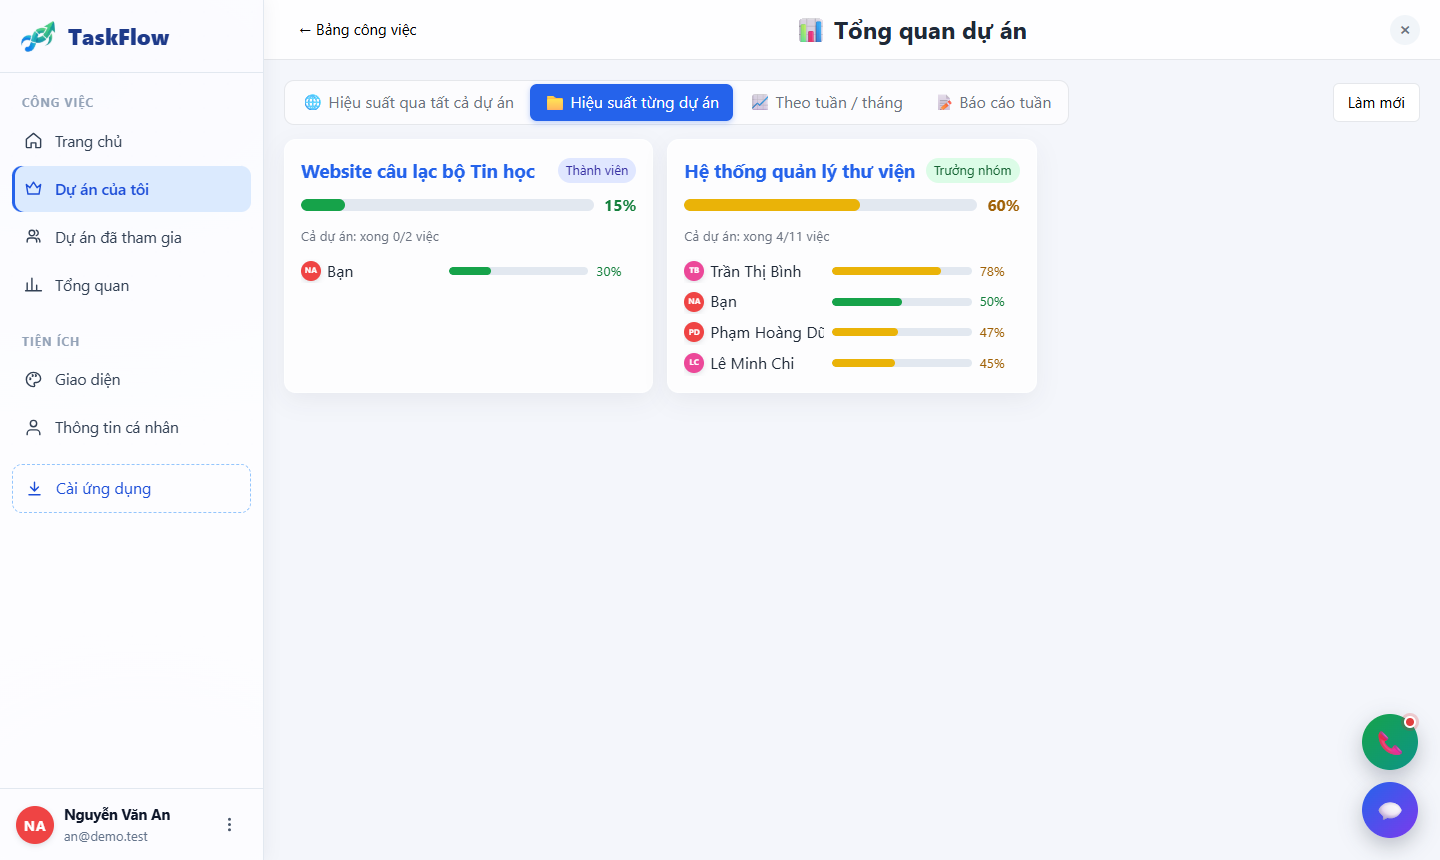 TaskFlow
CÔNG VIỆC
Trang chủ
Dự án của tôi
Dự án đã tham gia
Tổng quan
TIỆN ÍCH
Giao diện
Thông tin cá nhân
Cài ứng dụng
NA
Nguyễn Văn An
an@demo.test
← Bảng công việc
Tổng quan dự án
×
Hiệu suất qua tất cả dự án
Hiệu suất từng dự án
Theo tuần / tháng
Báo cáo tuần
Làm mới
Website câu lạc bộ Tin học
Thành viên
15%
Cả dự án: xong 0/2 việc
NA Bạn 30%
Hệ thống quản lý thư viện
Trưởng nhóm
60%
Cả dự án: xong 4/11 việc
TB Trần Thị Bình 78%
NA Bạn 50%
PD Phạm Hoàng Dũ 47%
LC Lê Minh Chi 45%